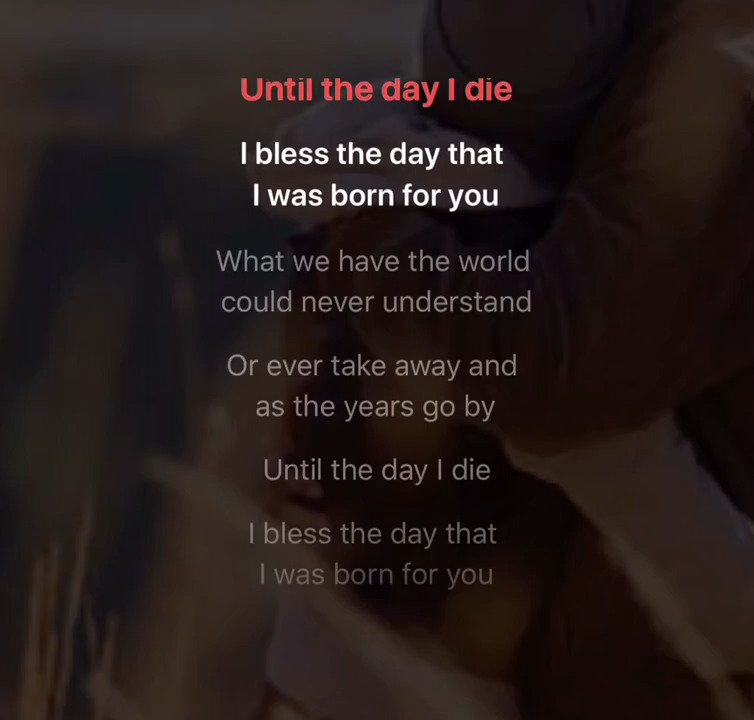 Until the day I die
I bless the day that
I was born for you
What we have the world
could never understand
Or ever take away and
as the years go by
Until the day I die
I bless the day that
I was born for you